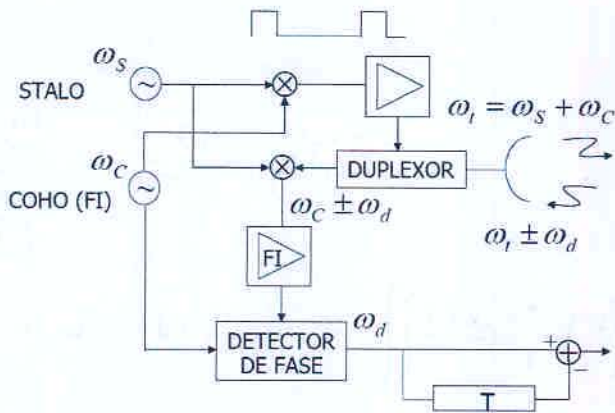 ω_S
STALO
ω_t = ω_S + ω_C
ω_C
DUPLEXOR
COHO (FI)
ω_C ± ω_d
ω_t ± ω_d
FI
ω_d
DETECTOR
DE FASE
+
−
T